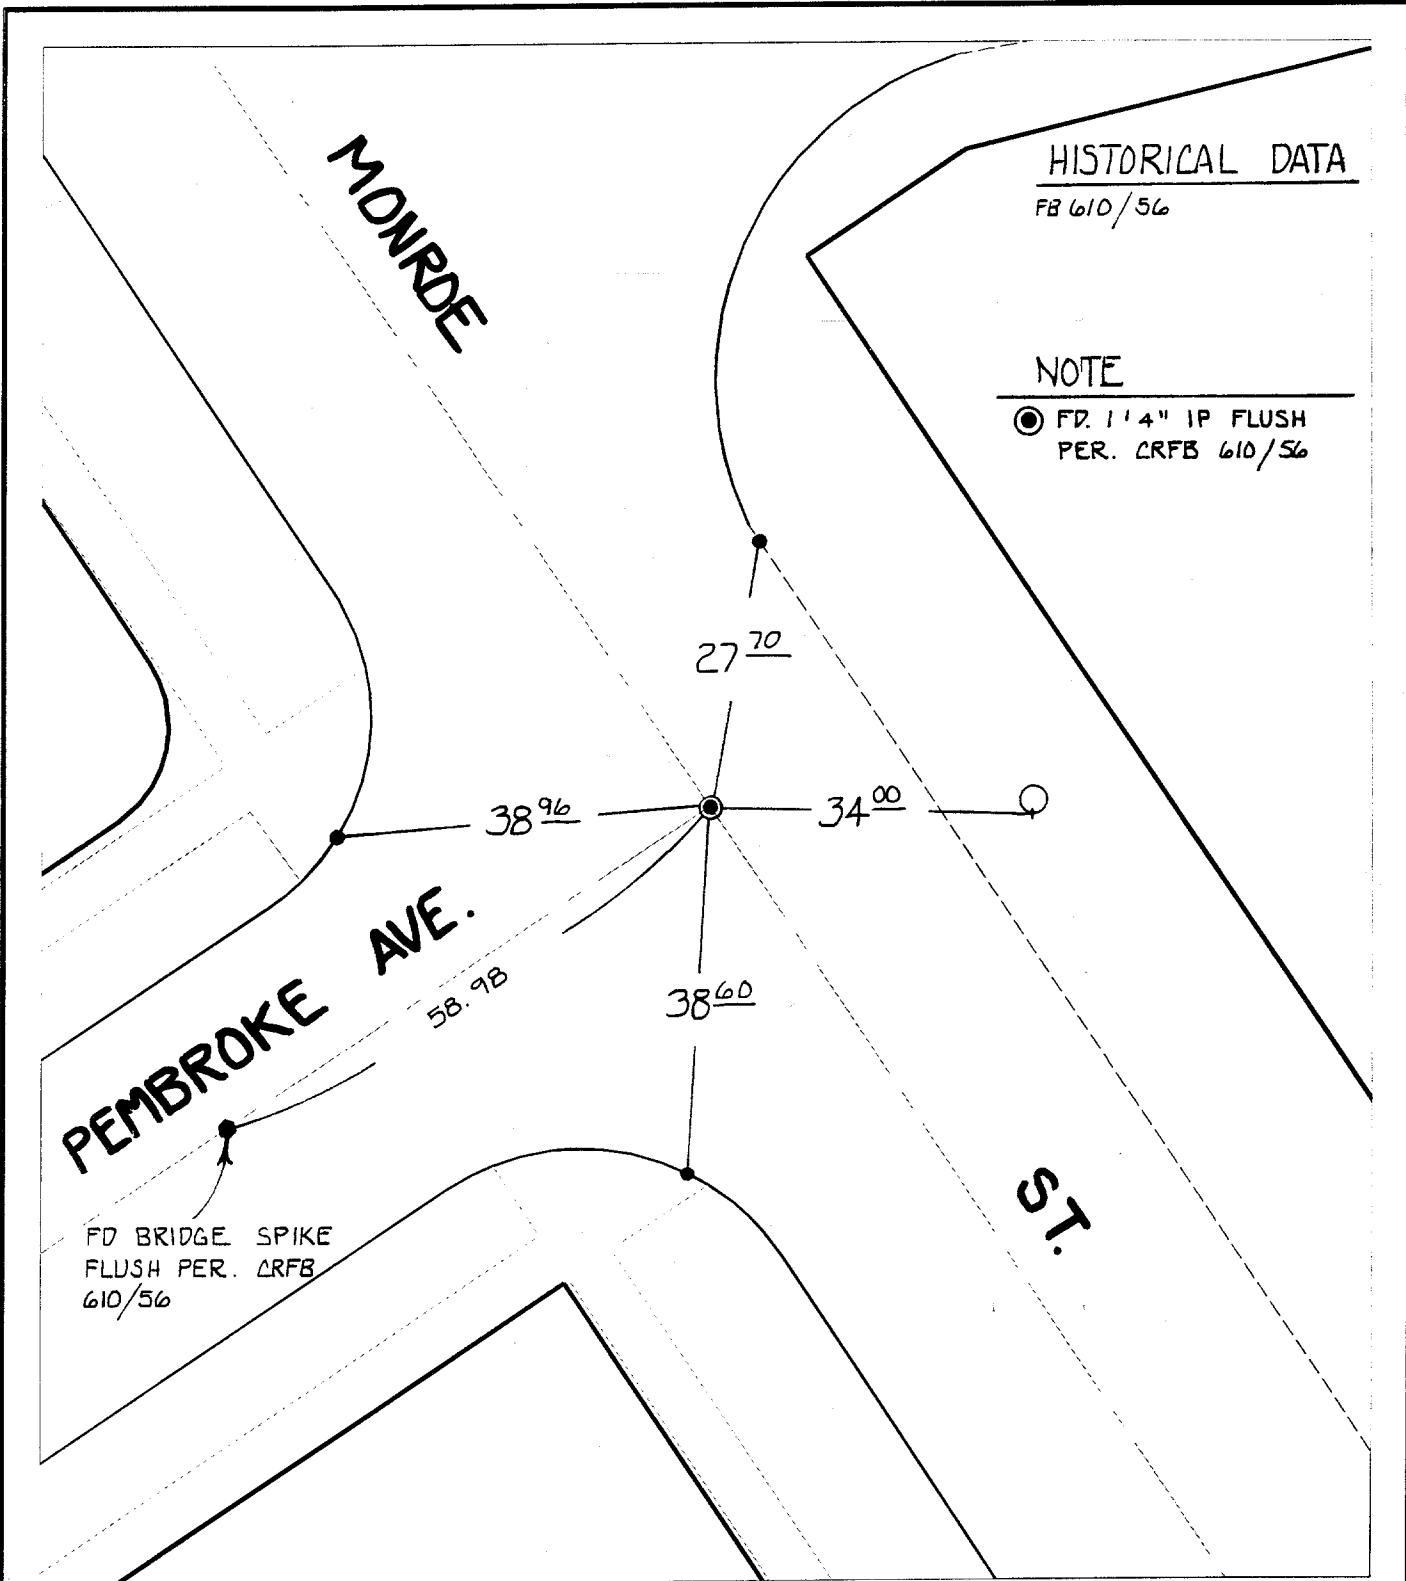 MONROE
HISTORICAL DATA
FB 610/56
NOTE
FD. 1'4" IP FLUSH
PER. CRFB 610/56
27 70
38 96
34 00
PEMBROKE AVE.
58.98
38 60
ST.
FD BRIDGE SPIKE
FLUSH PER. CRFB
610/56